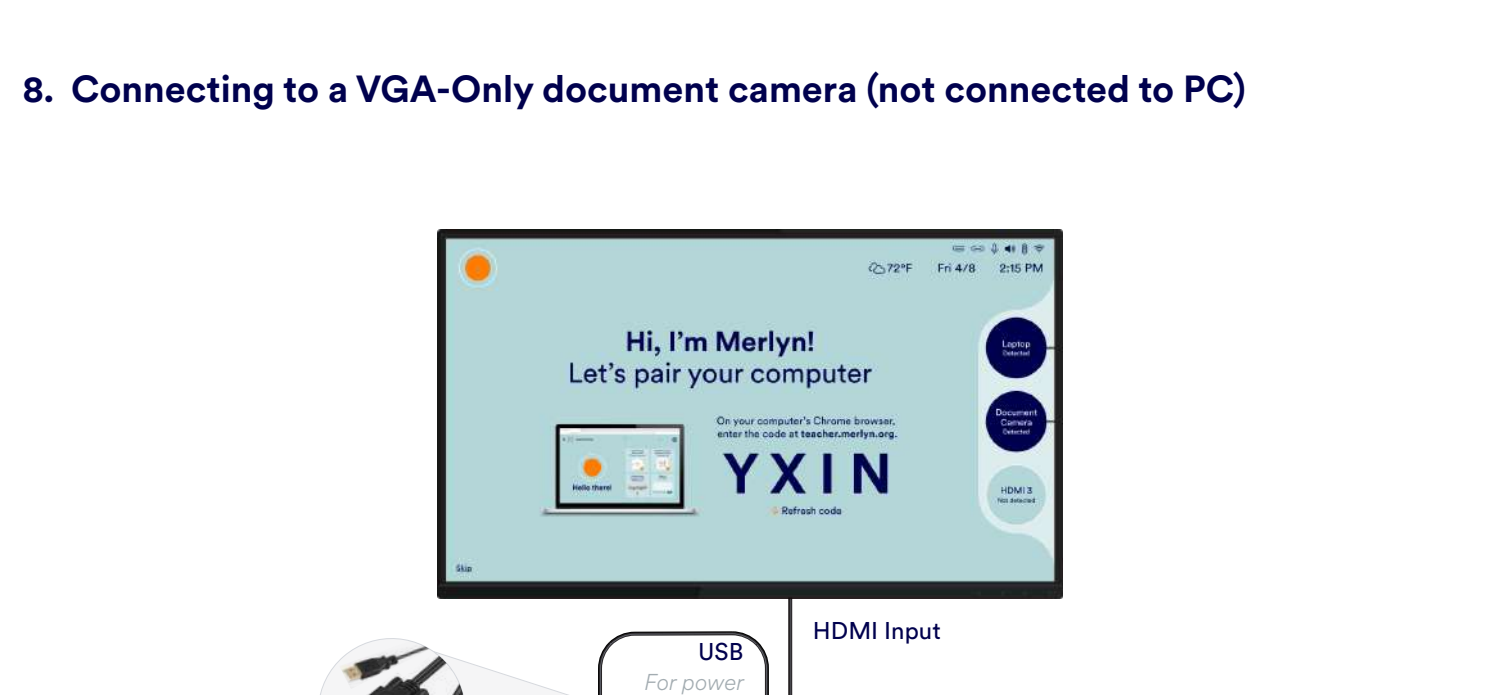 8. Connecting to a VGA-Only document camera (not connected to PC)
72°F Fri 4/8 2:15 PM
Hi, I'm Merlyn!
Let's pair your computer
Laptop
Detected
On your computer's Chrome browser,
enter the code at teacher.merlyn.org.
Document
Camera
Detected
YXIN
Hello there!
HDMI 3
Not detected
Refresh code
Skip
HDMI Input
USB
For power